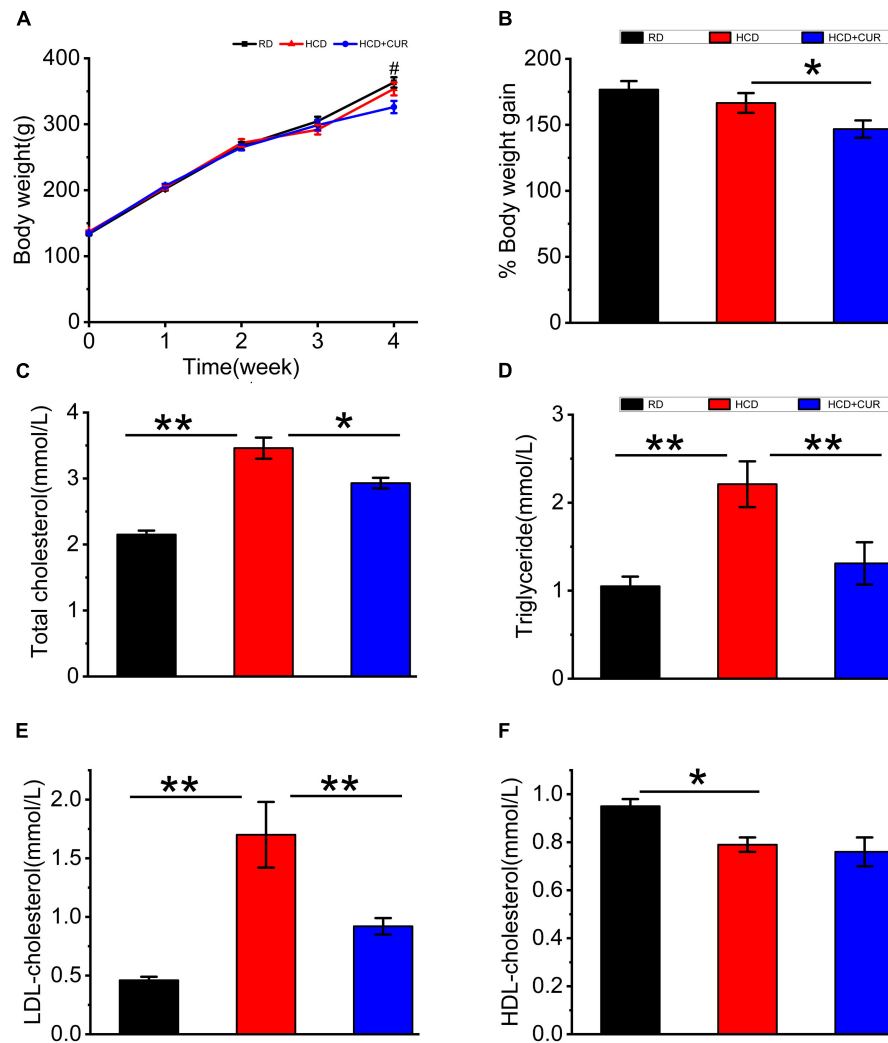 A
RD HCD HCD+CUR
400
300
200
100
0
Body weight(g)
#
0 1 2 3 4
Time(week)
B
RD HCD HCD+CUR
200
150
100
50
0
% Body weight gain
*
C
4
3
2
1
0
Total cholesterol(mmol/L)
** *
D
RD HCD HCD+CUR
3
2
1
0
Triglyceride(mmol/L)
** **
E
2.0
1.5
1.0
0.5
0.0
LDL-cholesterol(mmol/L)
** **
F
1.0
0.8
0.6
0.4
0.2
0.0
HDL-cholesterol(mmol/L)
*